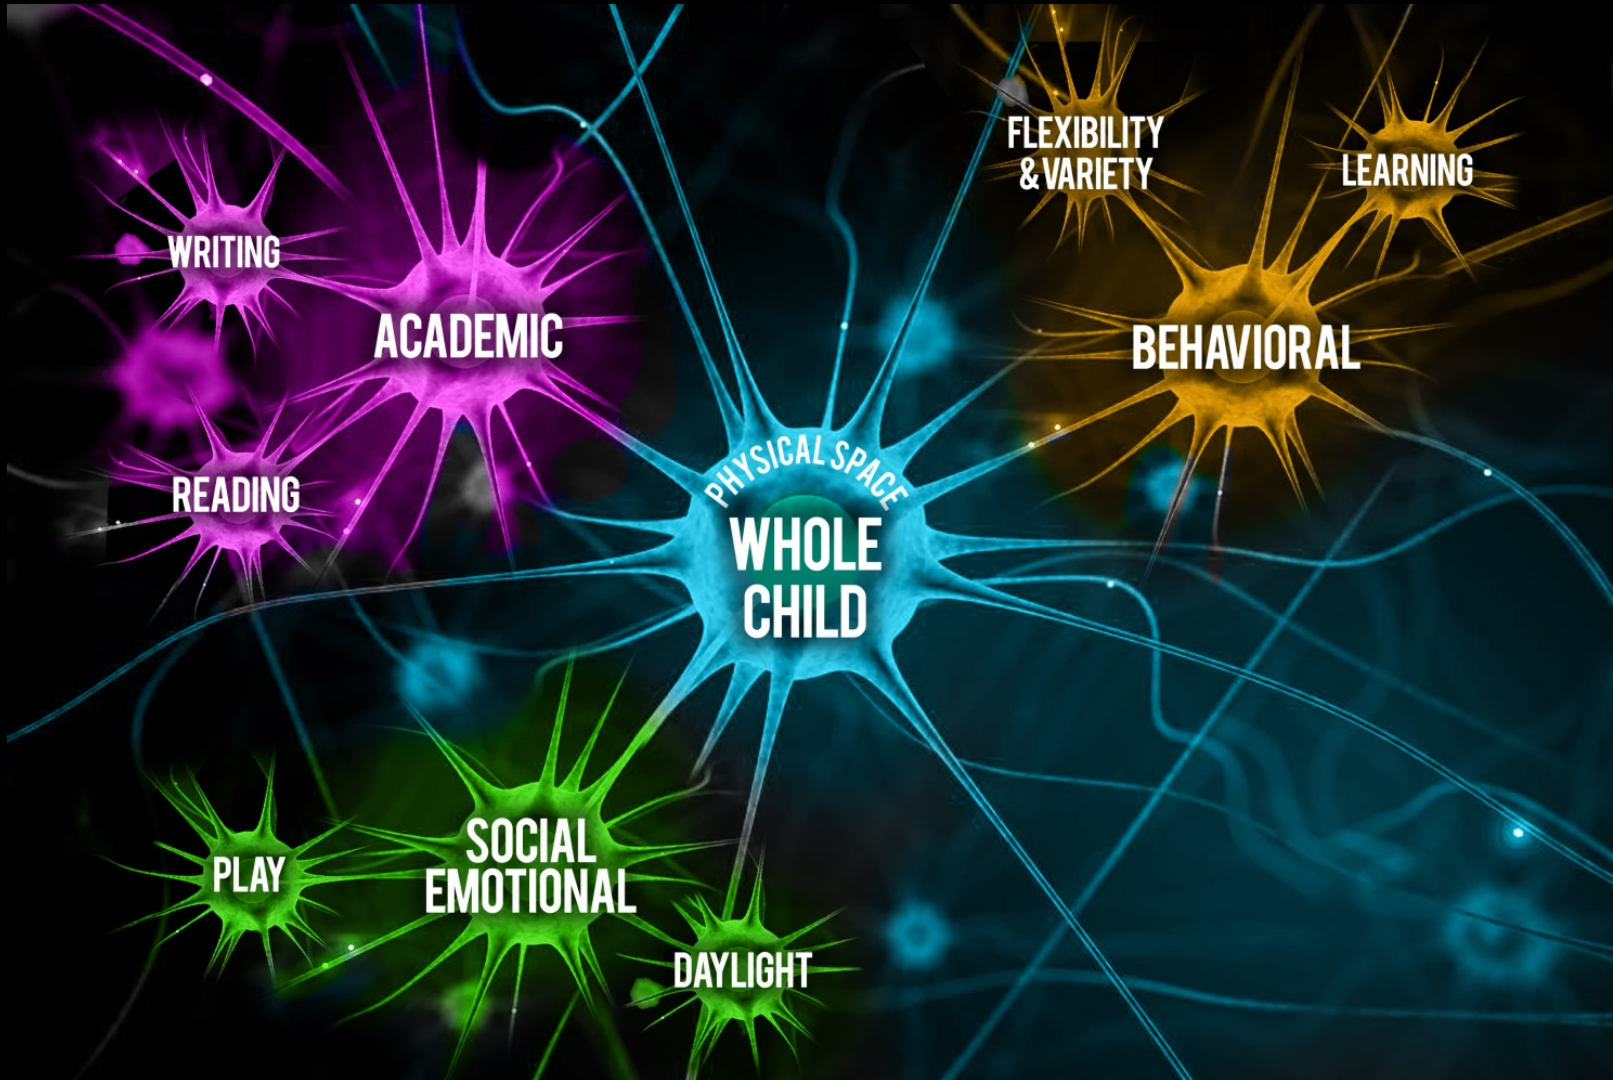 FLEXIBILITY
& VARIETY
LEARNING
WRITING
ACADEMIC
BEHAVIORAL
READING
PHYSICAL SPACE
WHOLE
CHILD
SOCIAL
EMOTIONAL
PLAY
DAYLIGHT